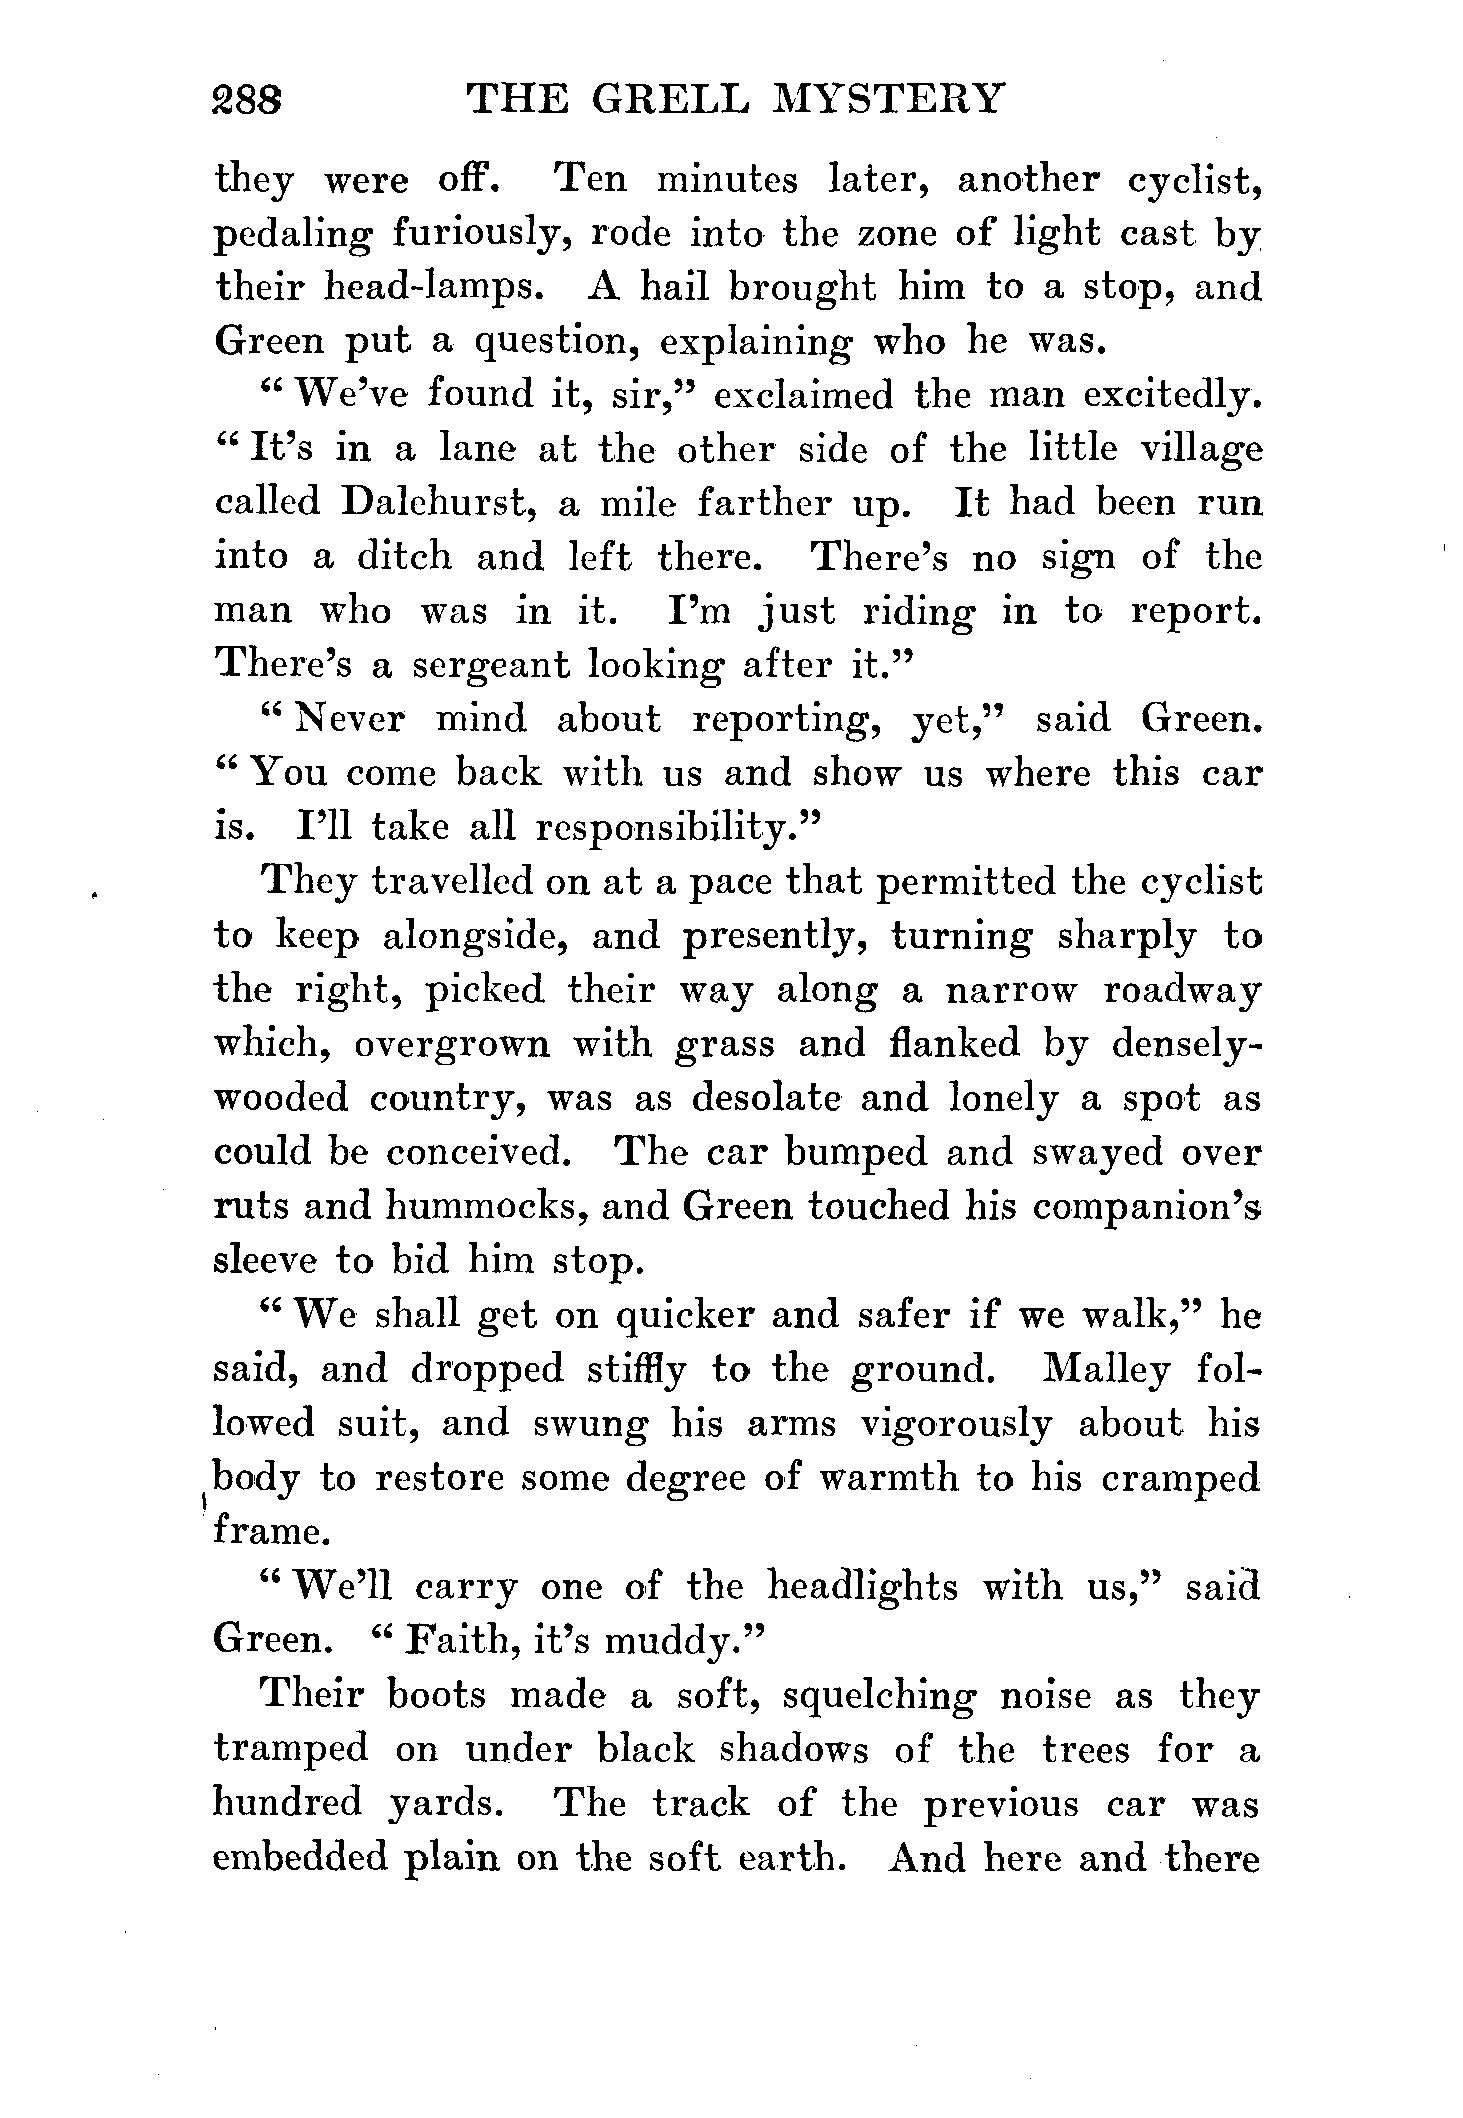 288 THE GRELL MYSTERY
they were off. Ten minutes later, another cyclist,
pedaling furiously, rode into the zone of light cast by
their head-lamps. A hail brought him to a stop, and
Green put a question, explaining who he was.
“We’ve found it, sir,” exclaimed the man excitedly.
“It’s in a lane at the other side of the little village
called Dalehurst, a mile farther up. It had been run
into a ditch and left there. There’s no sign of the
man who was in it. I’m just riding in to report.
There’s a sergeant looking after it.”
“Never mind about reporting, yet,” said Green.
“You come back with us and show us where this car
is. I’ll take all responsibility.”
They travelled on at a pace that permitted the cyclist
to keep alongside, and presently, turning sharply to
the right, picked their way along a narrow roadway
which, overgrown with grass and flanked by densely-
wooded country, was as desolate and lonely a spot as
could be conceived. The car bumped and swayed over
ruts and hummocks, and Green touched his companion’s
sleeve to bid him stop.
“We shall get on quicker and safer if we walk,” he
said, and dropped stiffly to the ground. Malley fol-
lowed suit, and swung his arms vigorously about his
body to restore some degree of warmth to his cramped
frame.
“We’ll carry one of the headlights with us,” said
Green. “Faith, it’s muddy.”
Their boots made a soft, squelching noise as they
tramped on under black shadows of the trees for a
hundred yards. The track of the previous car was
embedded plain on the soft earth. And here and there